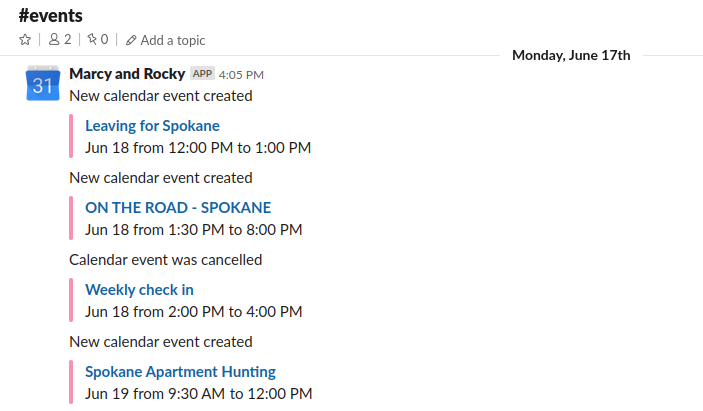 #events
2 0 Add a topic
Monday, June 17th
31
Marcy and Rocky APP 4:05 PM
New calendar event created
Leaving for Spokane
Jun 18 from 12:00 PM to 1:00 PM
New calendar event created
ON THE ROAD - SPOKANE
Jun 18 from 1:30 PM to 8:00 PM
Calendar event was cancelled
Weekly check in
Jun 18 from 2:00 PM to 4:00 PM
New calendar event created
Spokane Apartment Hunting
Jun 19 from 9:30 AM to 12:00 PM